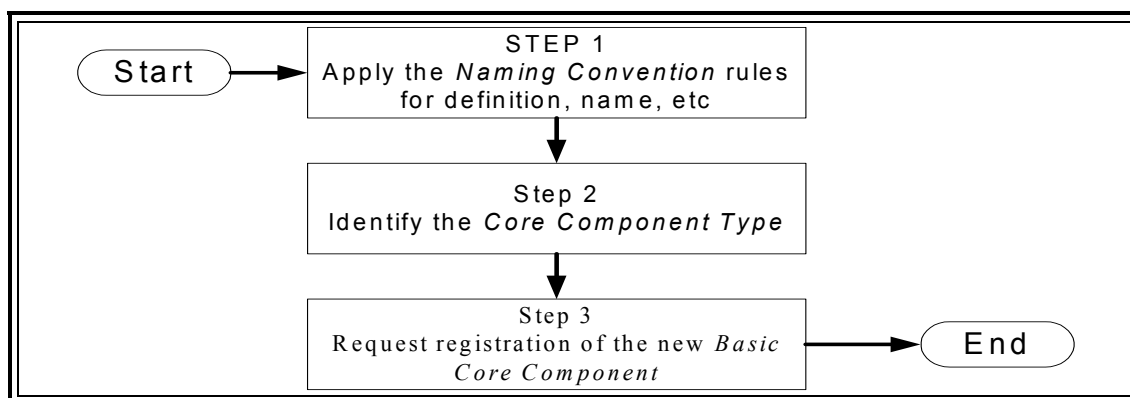 Start
STEP 1
Apply the Naming Convention rules
for definition, name, etc
Step 2
Identify the Core Component Type
Step 3
Request registration of the new Basic
Core Component
End